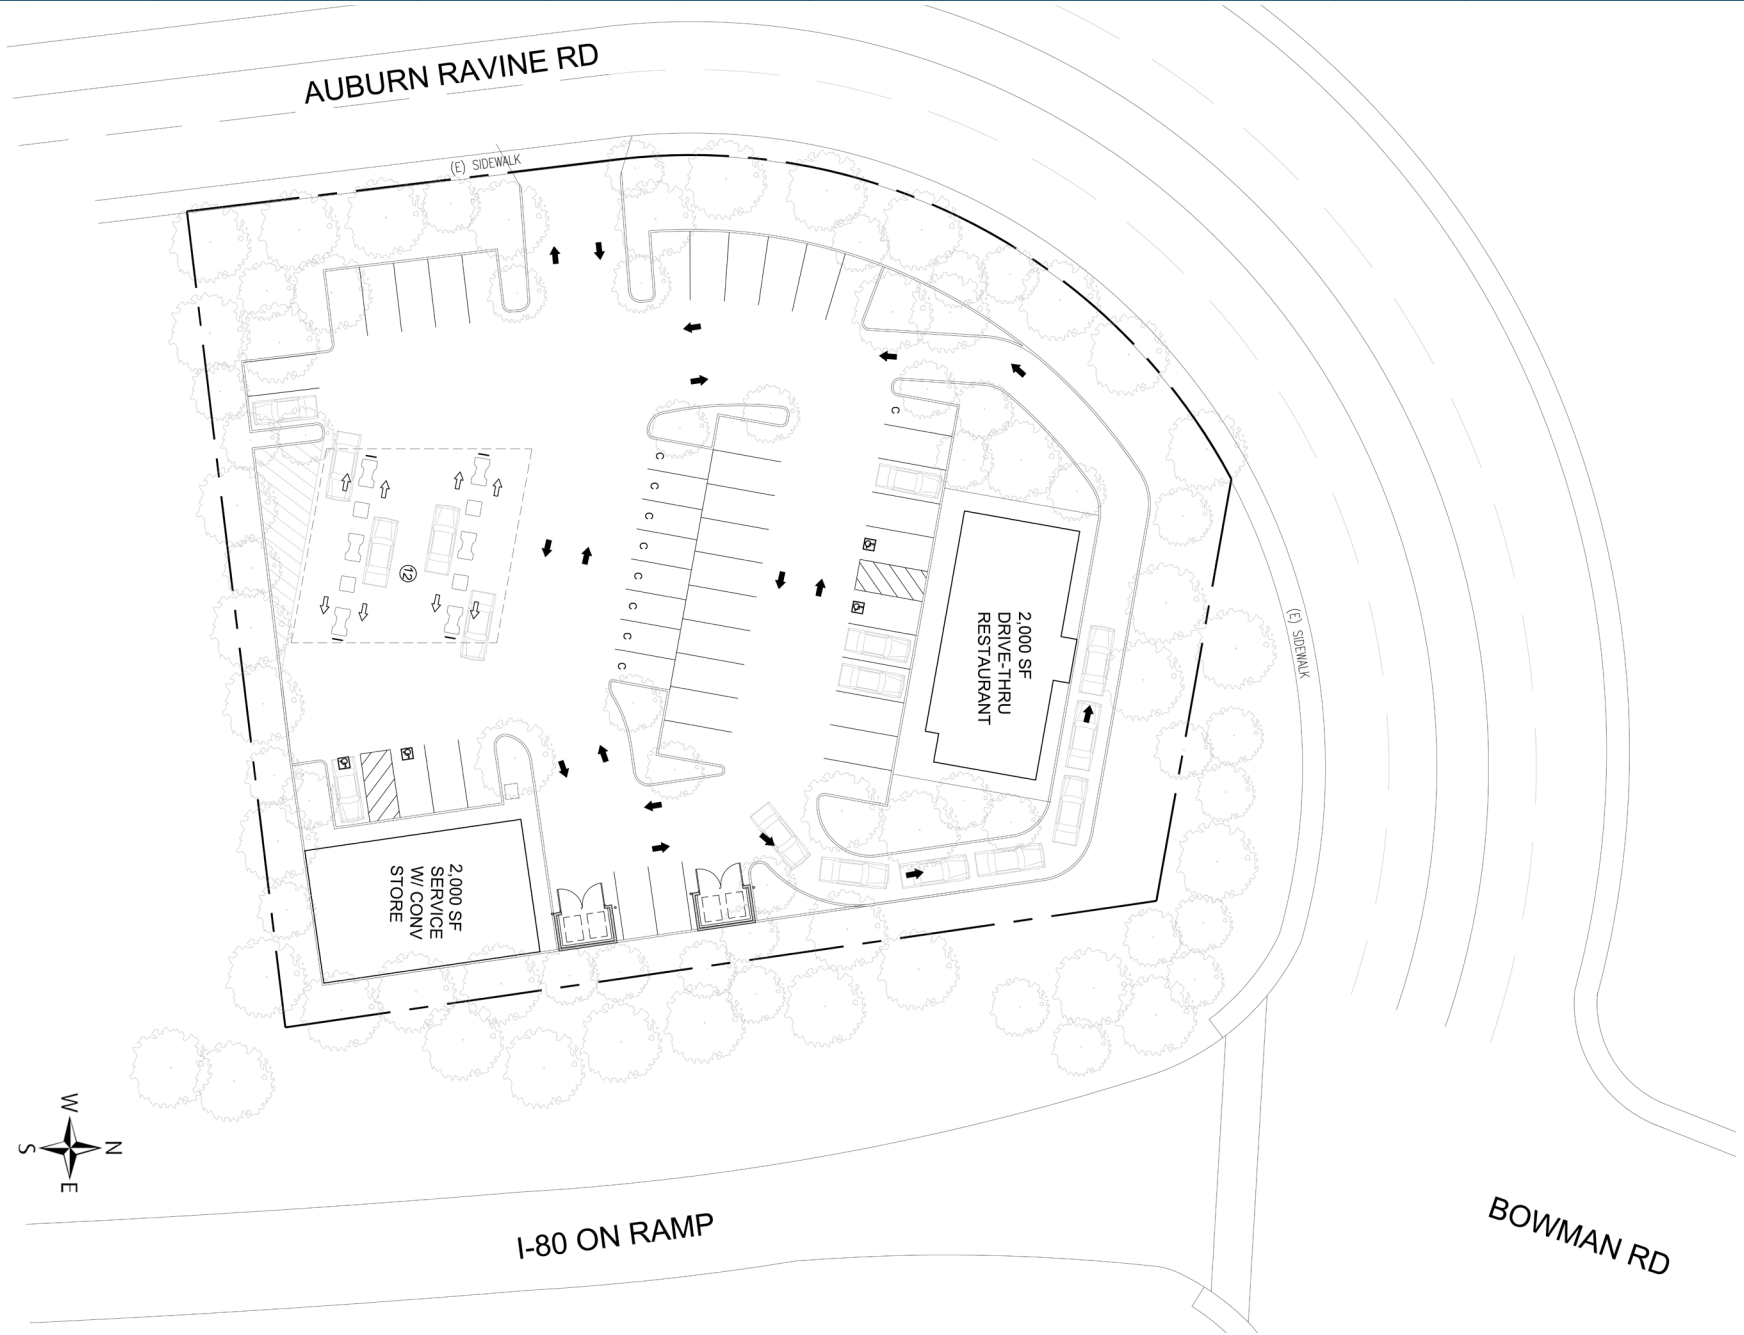 AUBURN RAVINE RD
(E) SIDEWALK
C
C
C
C
C
C
C
C
C
12
2,000 SF
DRIVE-THRU
RESTAURANT
(E) SIDEWALK
2,000 SF
SERVICE
W/ CONV
STORE
W
N
S
E
I-80 ON RAMP
BOWMAN RD